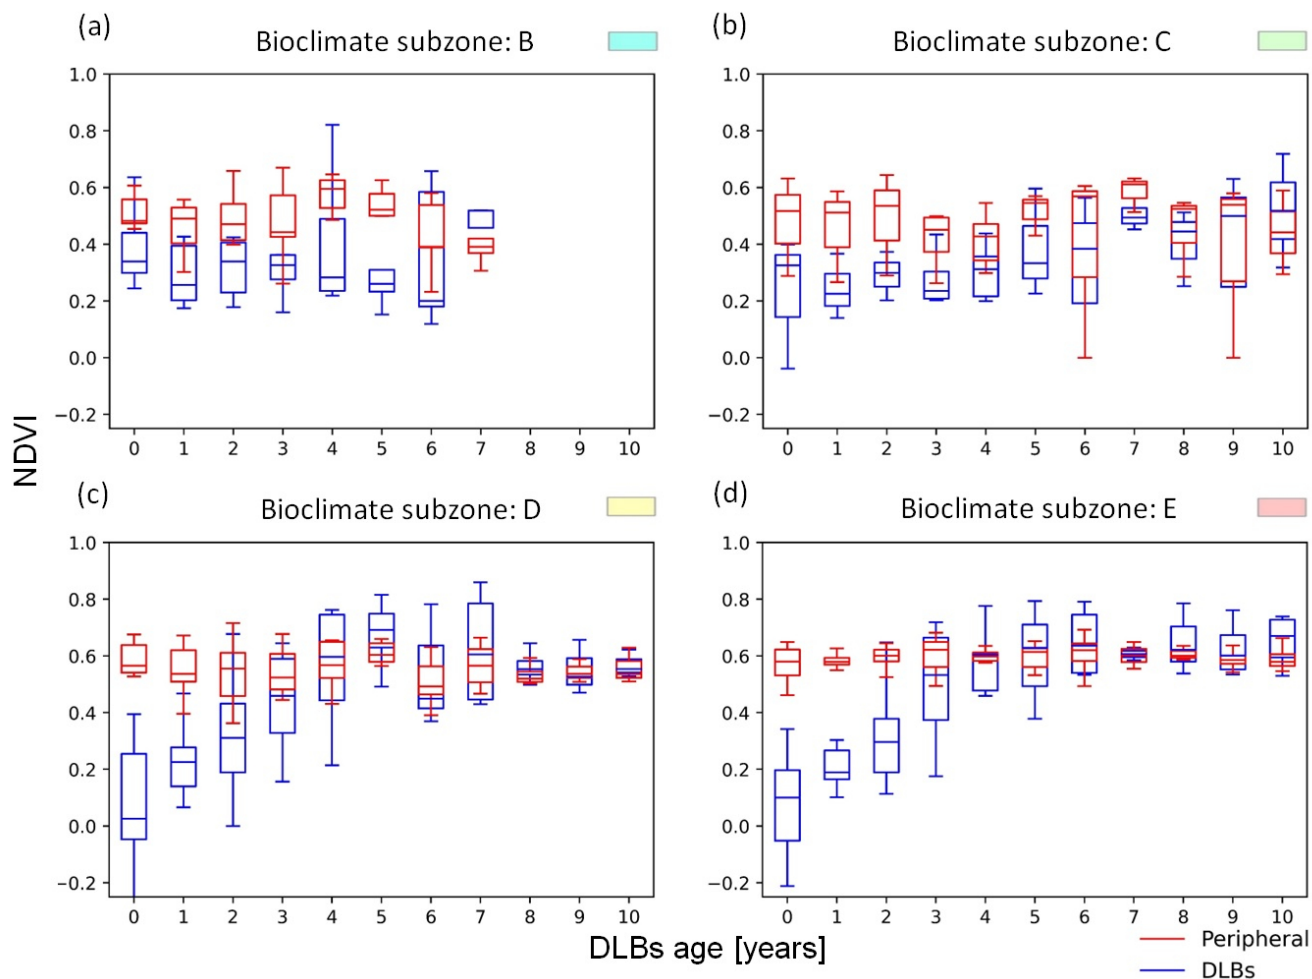 (a)
Bioclimate subzone: B
1.0
0.8
0.6
0.4
0.2
0.0
−0.2
0 1 2 3 4 5 6 7 8 9 10
(b)
Bioclimate subzone: C
1.0
0.8
0.6
0.4
0.2
0.0
−0.2
0 1 2 3 4 5 6 7 8 9 10
NDVI
(c)
Bioclimate subzone: D
1.0
0.8
0.6
0.4
0.2
0.0
−0.2
0 1 2 3 4 5 6 7 8 9 10
(d)
Bioclimate subzone: E
1.0
0.8
0.6
0.4
0.2
0.0
−0.2
0 1 2 3 4 5 6 7 8 9 10
DLBs age [years]
Peripheral
DLBs